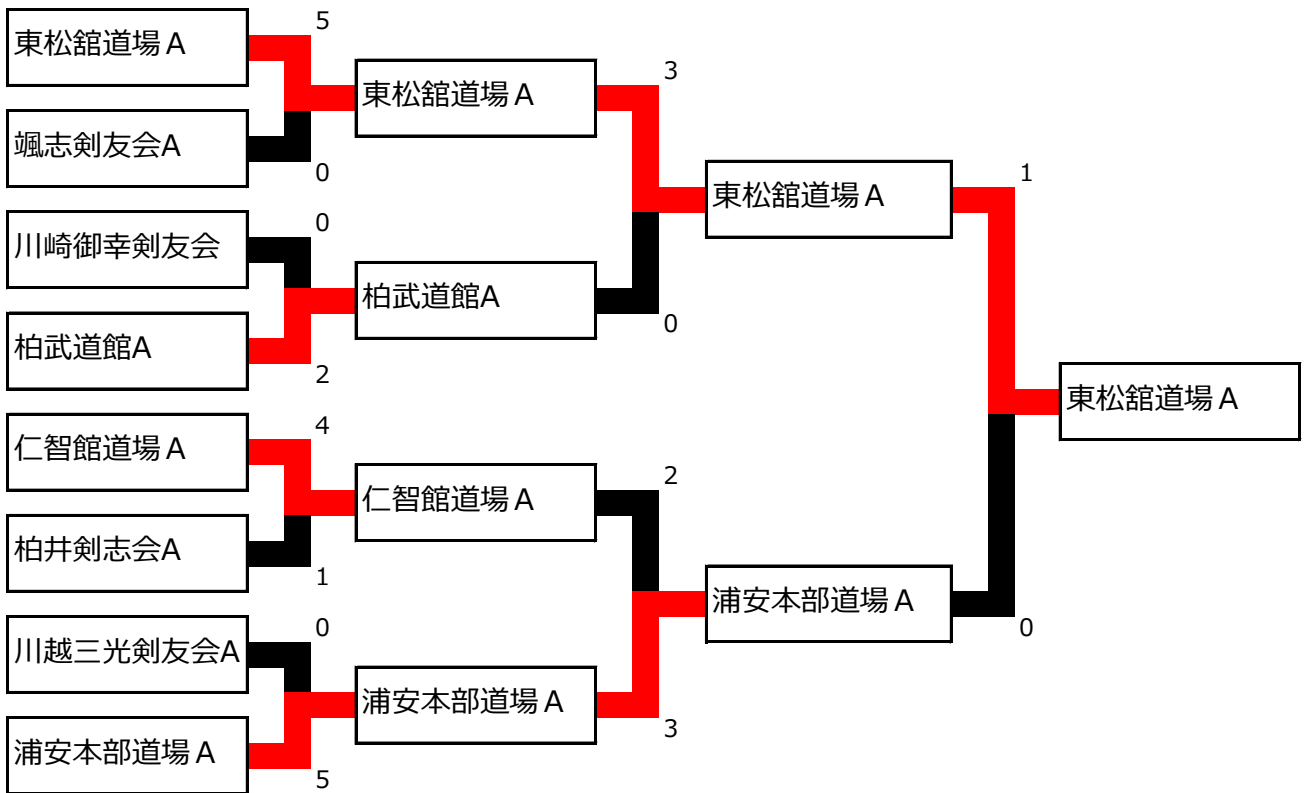 東松舘道場Ａ
5
颯志剣友会A
0
川崎御幸剣友会
0
柏武道館A
2
仁智館道場Ａ
4
柏井剣志会A
1
川越三光剣友会A
0
浦安本部道場Ａ
5
東松舘道場Ａ
3
柏武道館A
0
仁智館道場Ａ
2
浦安本部道場Ａ
3
東松舘道場Ａ
1
浦安本部道場Ａ
0
東松舘道場Ａ